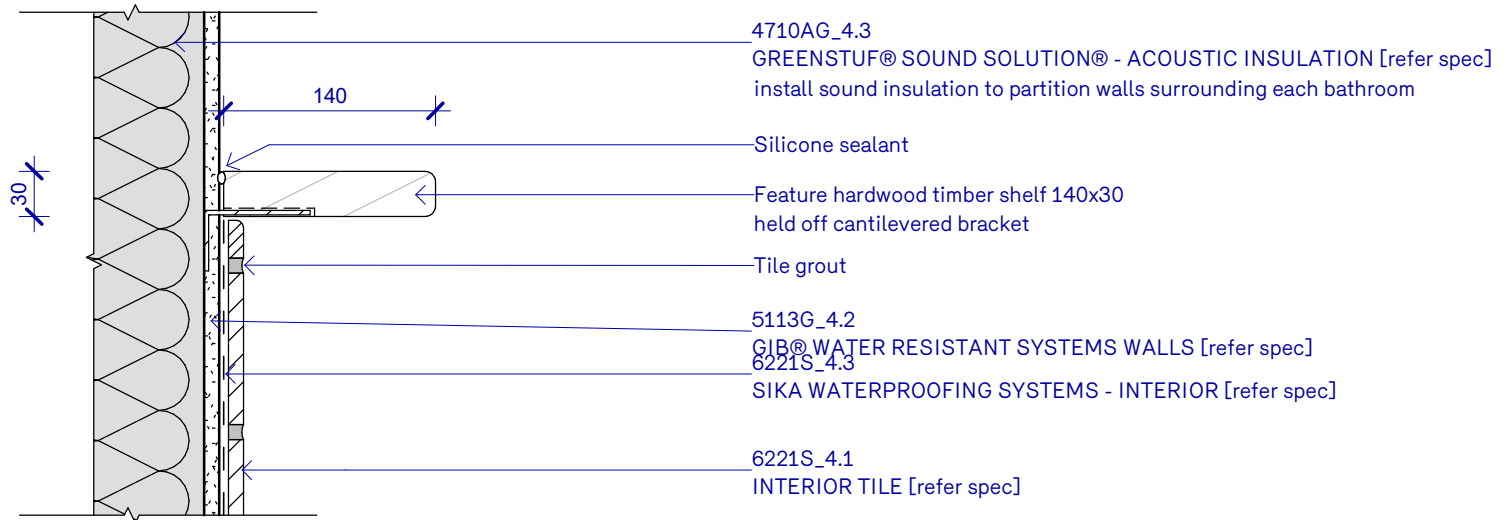 4710AG_4.3
GREENSTUF® SOUND SOLUTION® - ACOUSTIC INSULATION [refer spec]
install sound insulation to partition walls surrounding each bathroom
140
Silicone sealant
30
Feature hardwood timber shelf 140x30
held off cantilevered bracket
Tile grout
5113G_4.2
GIB® WATER RESISTANT SYSTEMS WALLS [refer spec]
6221S_4.3
SIKA WATERPROOFING SYSTEMS - INTERIOR [refer spec]
6221S_4.1
INTERIOR TILE [refer spec]